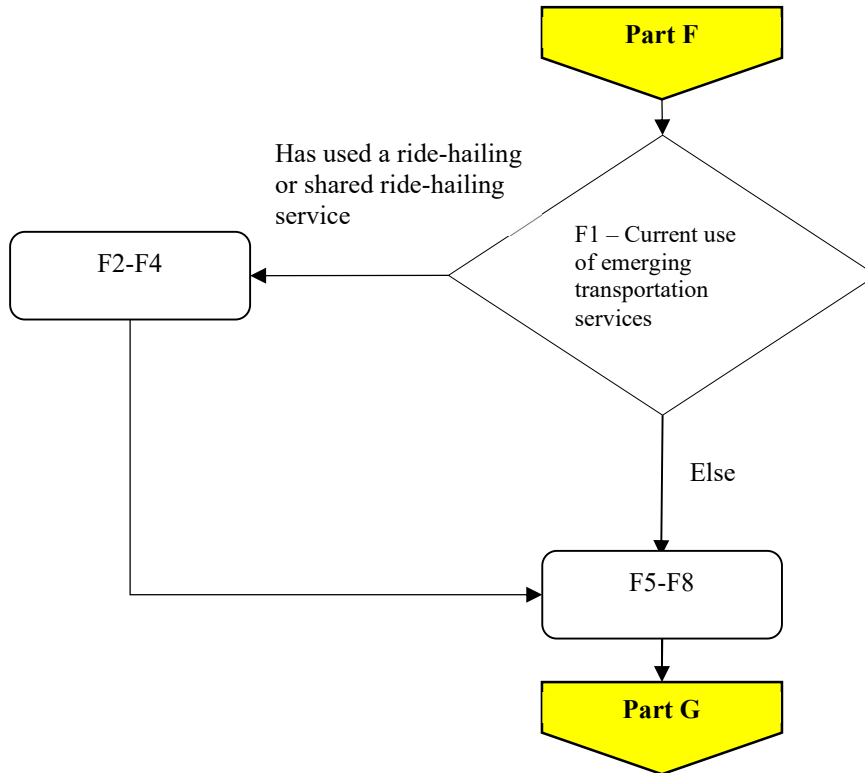 Part F
Has used a ride-hailing
or shared ride-hailing
service
F1 – Current use
of emerging
transportation
services
F2-F4
Else
F5-F8
Part G